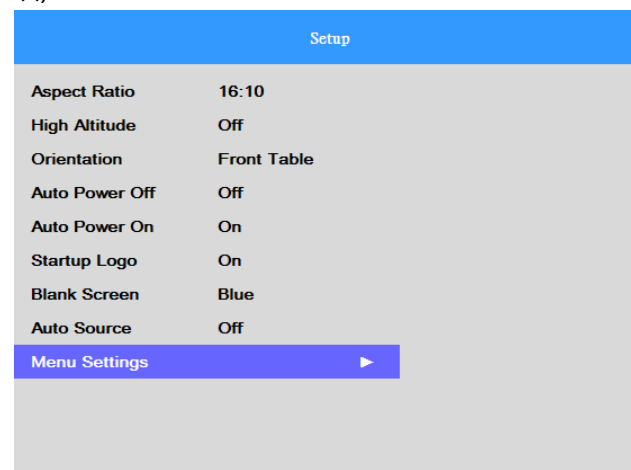 Setup
Aspect Ratio 16:10
High Altitude Off
Orientation Front Table
Auto Power Off Off
Auto Power On On
Startup Logo On
Blank Screen Blue
Auto Source Off
Menu Settings ►